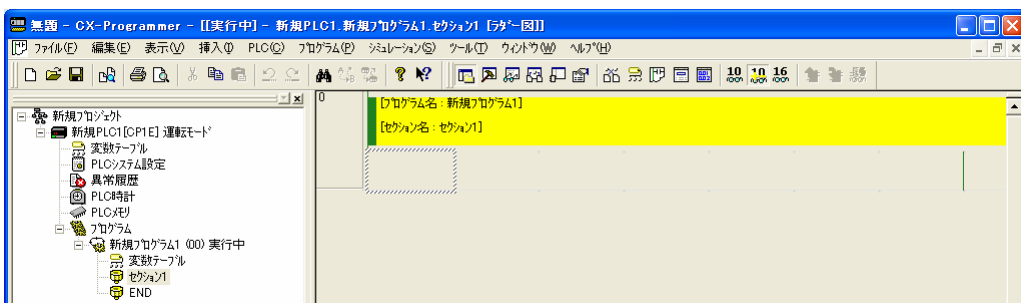 無題 - CX-Programmer - [[実行中] - 新規PLC1.新規ﾌﾟﾛｸﾞﾗﾑ1.ｾｸｼｮﾝ1 [ﾗﾀﾞｰ図]]
ﾌｧｲﾙ(F) 編集(E) 表示(V) 挿入(I) PLC(C) ﾌﾟﾛｸﾞﾗﾑ(P) ｼﾐｭﾚｰｼｮﾝ(S) ﾂｰﾙ(T) ｳｨﾝﾄﾞｳ(W) ﾍﾙﾌﾟ(H)
10 10 16
新規ﾌﾟﾛｼﾞｪｸﾄ
新規PLC1[CP1E] 運転ﾓｰﾄﾞ
変数ﾃｰﾌﾞﾙ
PLCｼｽﾃﾑ設定
異常履歴
PLC時計
PLCﾒﾓﾘ
ﾌﾟﾛｸﾞﾗﾑ
新規ﾌﾟﾛｸﾞﾗﾑ1 (00) 実行中
変数ﾃｰﾌﾞﾙ
ｾｸｼｮﾝ1
END
0
[ﾌﾟﾛｸﾞﾗﾑ名 : 新規ﾌﾟﾛｸﾞﾗﾑ1]
[ｾｸｼｮﾝ名 : ｾｸｼｮﾝ1]